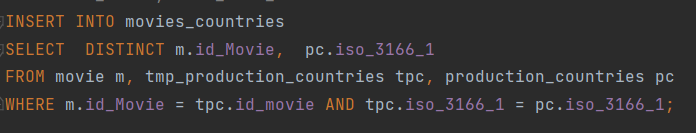 INSERT INTO movies_countries
SELECT  DISTINCT m.id_Movie,  pc.iso_3166_1
FROM movie m, tmp_production_countries tpc, production_countries pc
WHERE m.id_Movie = tpc.id_movie AND tpc.iso_3166_1 = pc.iso_3166_1;